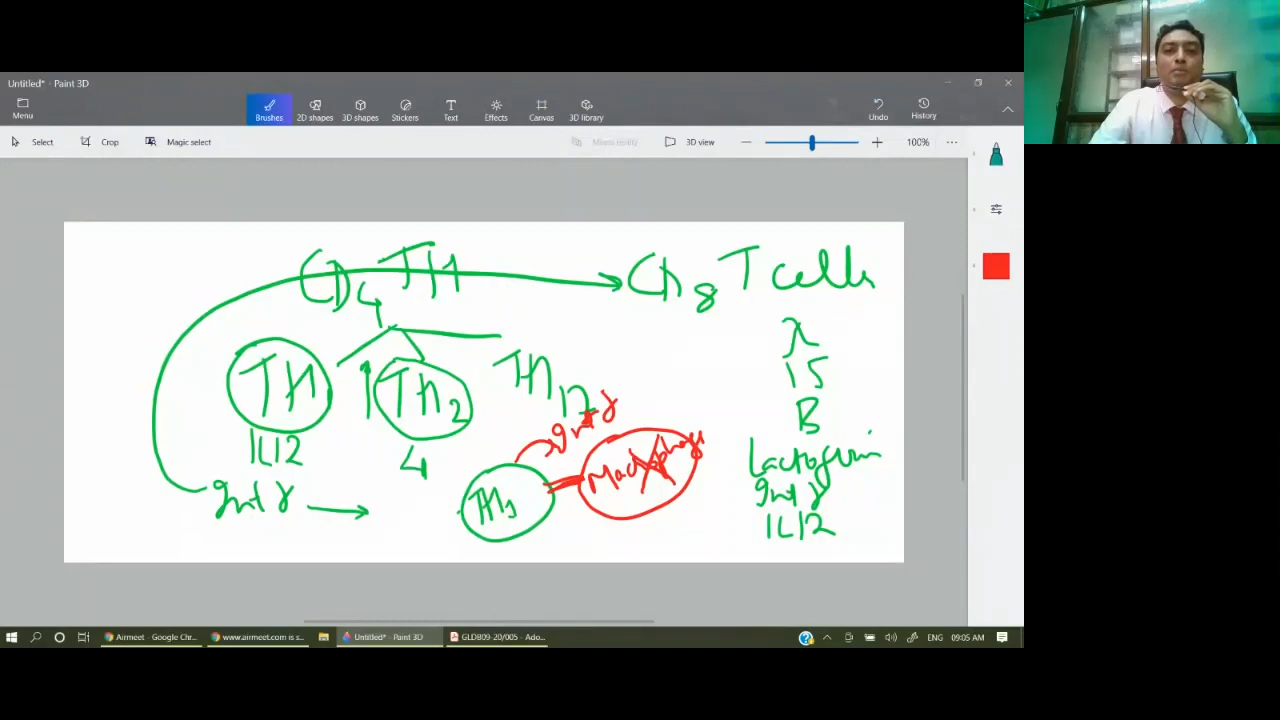 Untitled* - Paint 3D
Menu
Brushes
2D shapes
3D shapes
Stickers
Text
Effects
Canvas
3D library
Undo
History
Select
Crop
Magic select
Mixed reality
3D view
100%
CD4 TH
CD8 T cells
TH1
TH2
TH17
IL12
4
Int γ
TH1
Int γ
Macrophage
15
B
Int γ
IL12
Airmeet - Google Chr...
www.airmeet.com is s...
Untitled* - Paint 3D
GLDB09-20/005 - Ado...
ENG
09:05 AM